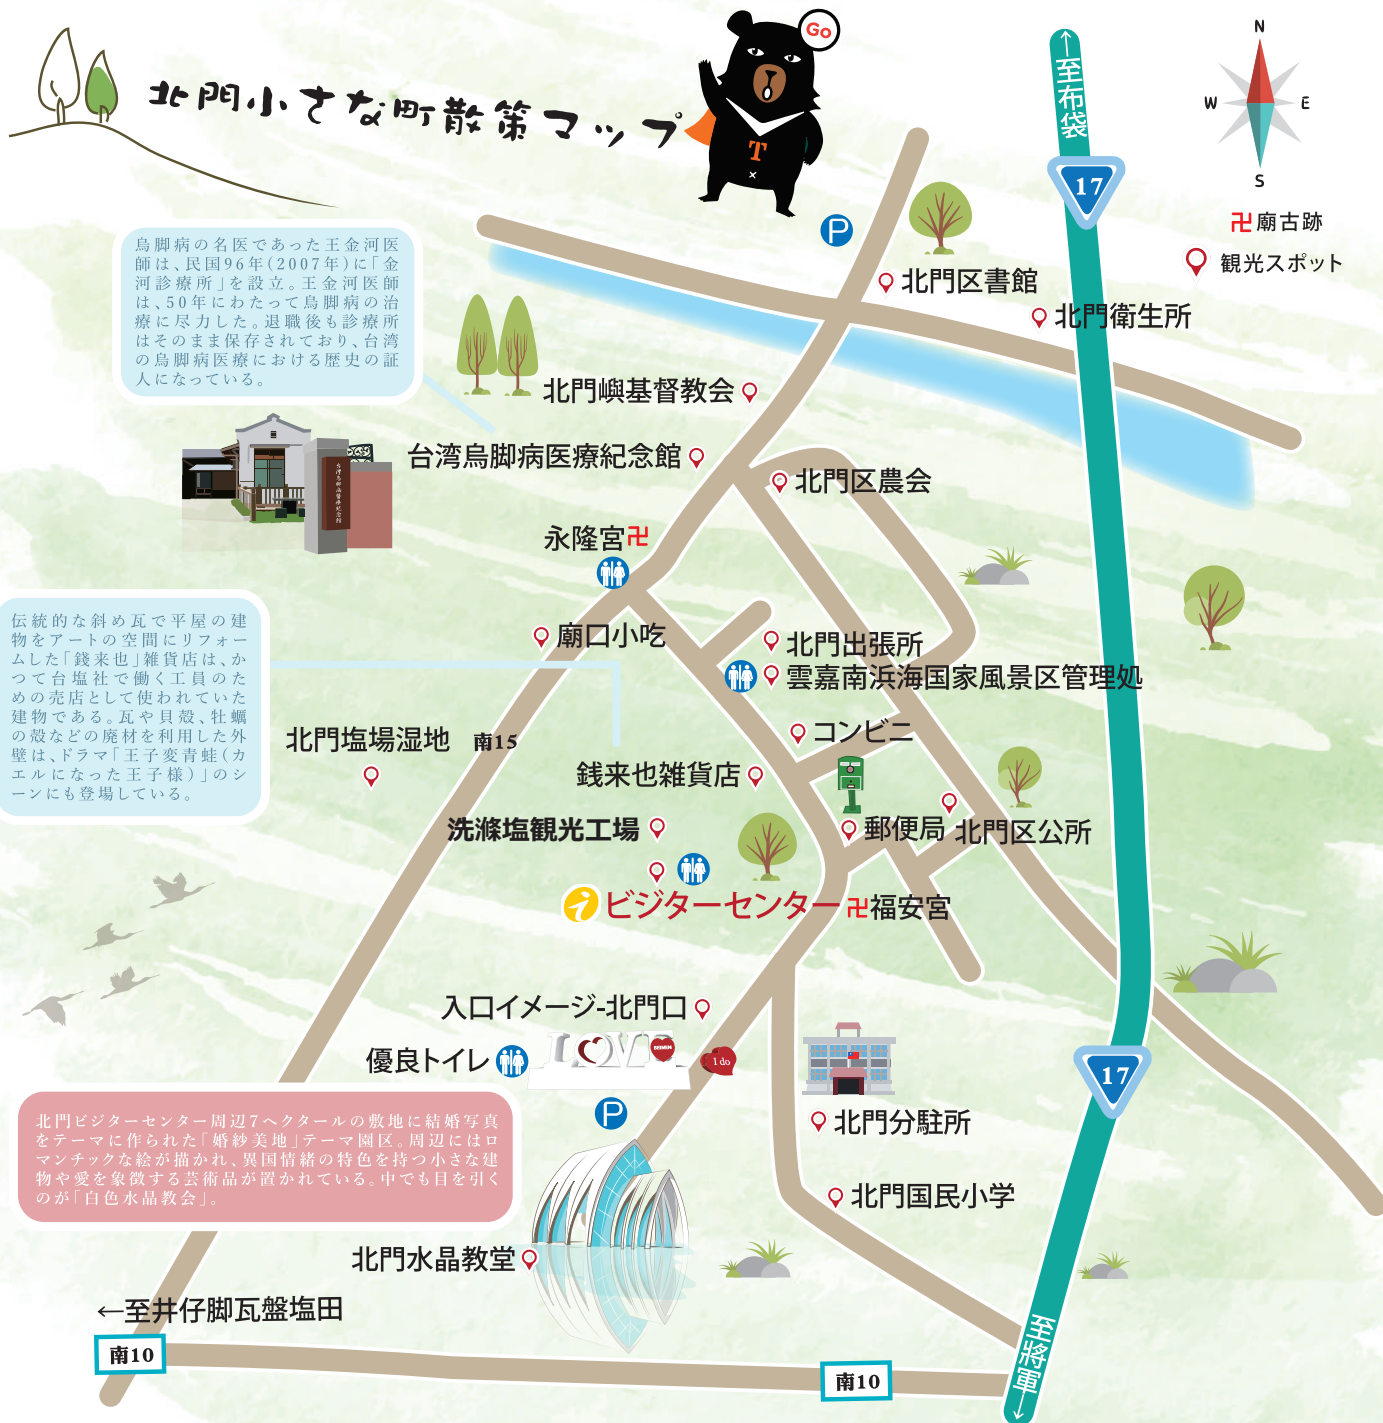 北門小さな町散策マップ
Go
T
×
↑至布袋
17
N
W
E
S
卍廟古跡
観光スポット
烏脚病の名医であった王金河医
師は、民国96年(2007年)に「金
河診療所」を設立。王金河医師
は、50年にわたって烏脚病の治
療に尽力した。退職後も診療所
はそのまま保存されており、台湾
の烏脚病医療における歴史の証
人になっている。
P
北門区書館
北門衛生所
北門嶼基督教会
台湾烏脚病医療紀念館
台湾烏脚病醫療紀念館
北門区農会
永隆宮卍
廟口小吃
北門出張所
雲嘉南浜海国家風景区管理処
伝統的な斜め瓦で平屋の建
物をアートの空間にリフォー
ムした「錢来也」雑貨店は、か
つて台塩社で働く工員のた
めの売店として使われていた
建物である。瓦や貝殻、牡蠣
の殻などの廃材を利用した外
壁は、ドラマ「王子変青蛙(カ
エルになった王子様)」のシ
ーンにも登場している。
コンビニ
北門塩場湿地
南15
銭来也雑貨店
洗滌塩観光工場
郵便局
北門区公所
ビジターセンター
卍福安宮
入口イメージ-北門口
優良トイレ
LOVE
BEIMEN
I do
P
17
北門分駐所
北門ビジターセンター周辺7ヘクタールの敷地に結婚写真
をテーマに作られた「婚紗美地」テーマ園区。周辺にはロ
マンチックな絵が描かれ、異国情緒の特色を持つ小さな建
物や愛を象徴する芸術品が置かれている。中でも目を引く
のが「白色水晶教会」。
北門国民小学
北門水晶教堂
←至井仔脚瓦盤塩田
南10
南10
至將軍↓